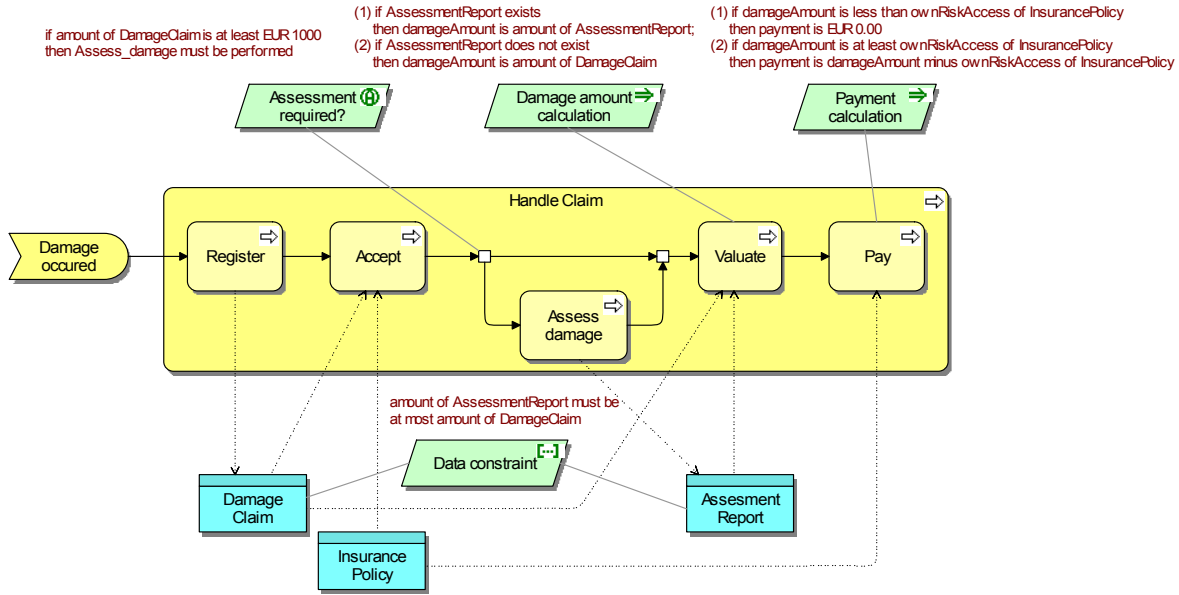 (1) if AssessmentReport exists
then damageAmount is amount of AssessmentReport;
(2) if AssessmentReport does not exist
then damageAmount is amount of DamageClaim
(1) if damageAmount is less than ownRiskAccess of InsurancePolicy
then payment is EUR 0.00
(2) if damageAmount is at least ownRiskAccess of InsurancePolicy
then payment is damageAmount minus ownRiskAccess of InsurancePolicy
if amount of DamageClaim is at least EUR 1000
then Assess_damage must be performed
Assessment
required?
Damage amount
calculation
Payment
calculation
Handle Claim
Damage
occured
Register
Accept
Valuate
Pay
Assess
damage
amount of AssessmentReport must be
at most amount of DamageClaim
Data constraint
Damage
Claim
Assesment
Report
Insurance
Policy